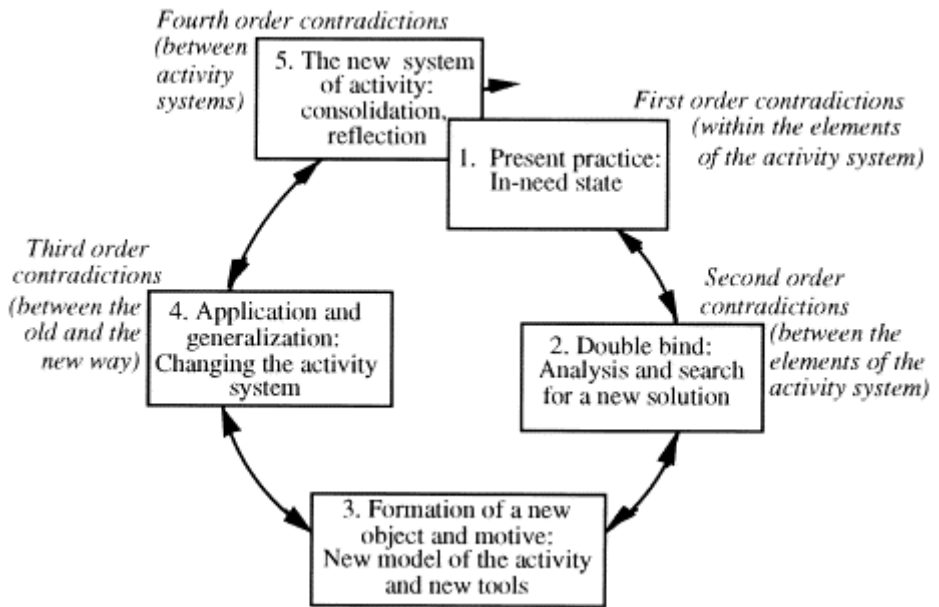 Fourth order contradictions
(between
activity
systems)
5. The new system
of activity:
consolidation,
reflection
First order contradictions
(within the elements
of the activity system)
1. Present practice:
In-need state
Second order
contradictions
(between the
elements of the
activity system)
2. Double bind:
Analysis and search
for a new solution
3. Formation of a new
object and motive:
New model of the activity
and new tools
Third order
contradictions
(between the
old and the
new way)
4. Application and
generalization:
Changing the activity
system